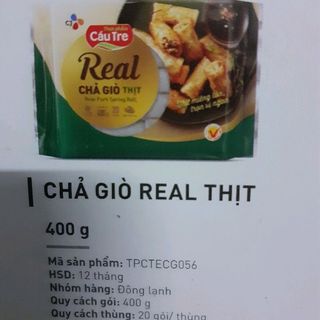 CJ
Thực phẩm
Cầu Tre
Real
CHẢ GIÒ THỊT
Real Pork Spring Roll
CHẢ GIÒ REAL THỊT
400 g
Mã sản phẩm: TPCTECG056
HSD: 12 tháng
Nhóm hàng: Đông lạnh
Quy cách gói: 400 g
Quy cách thùng: 20 gói/ thùng